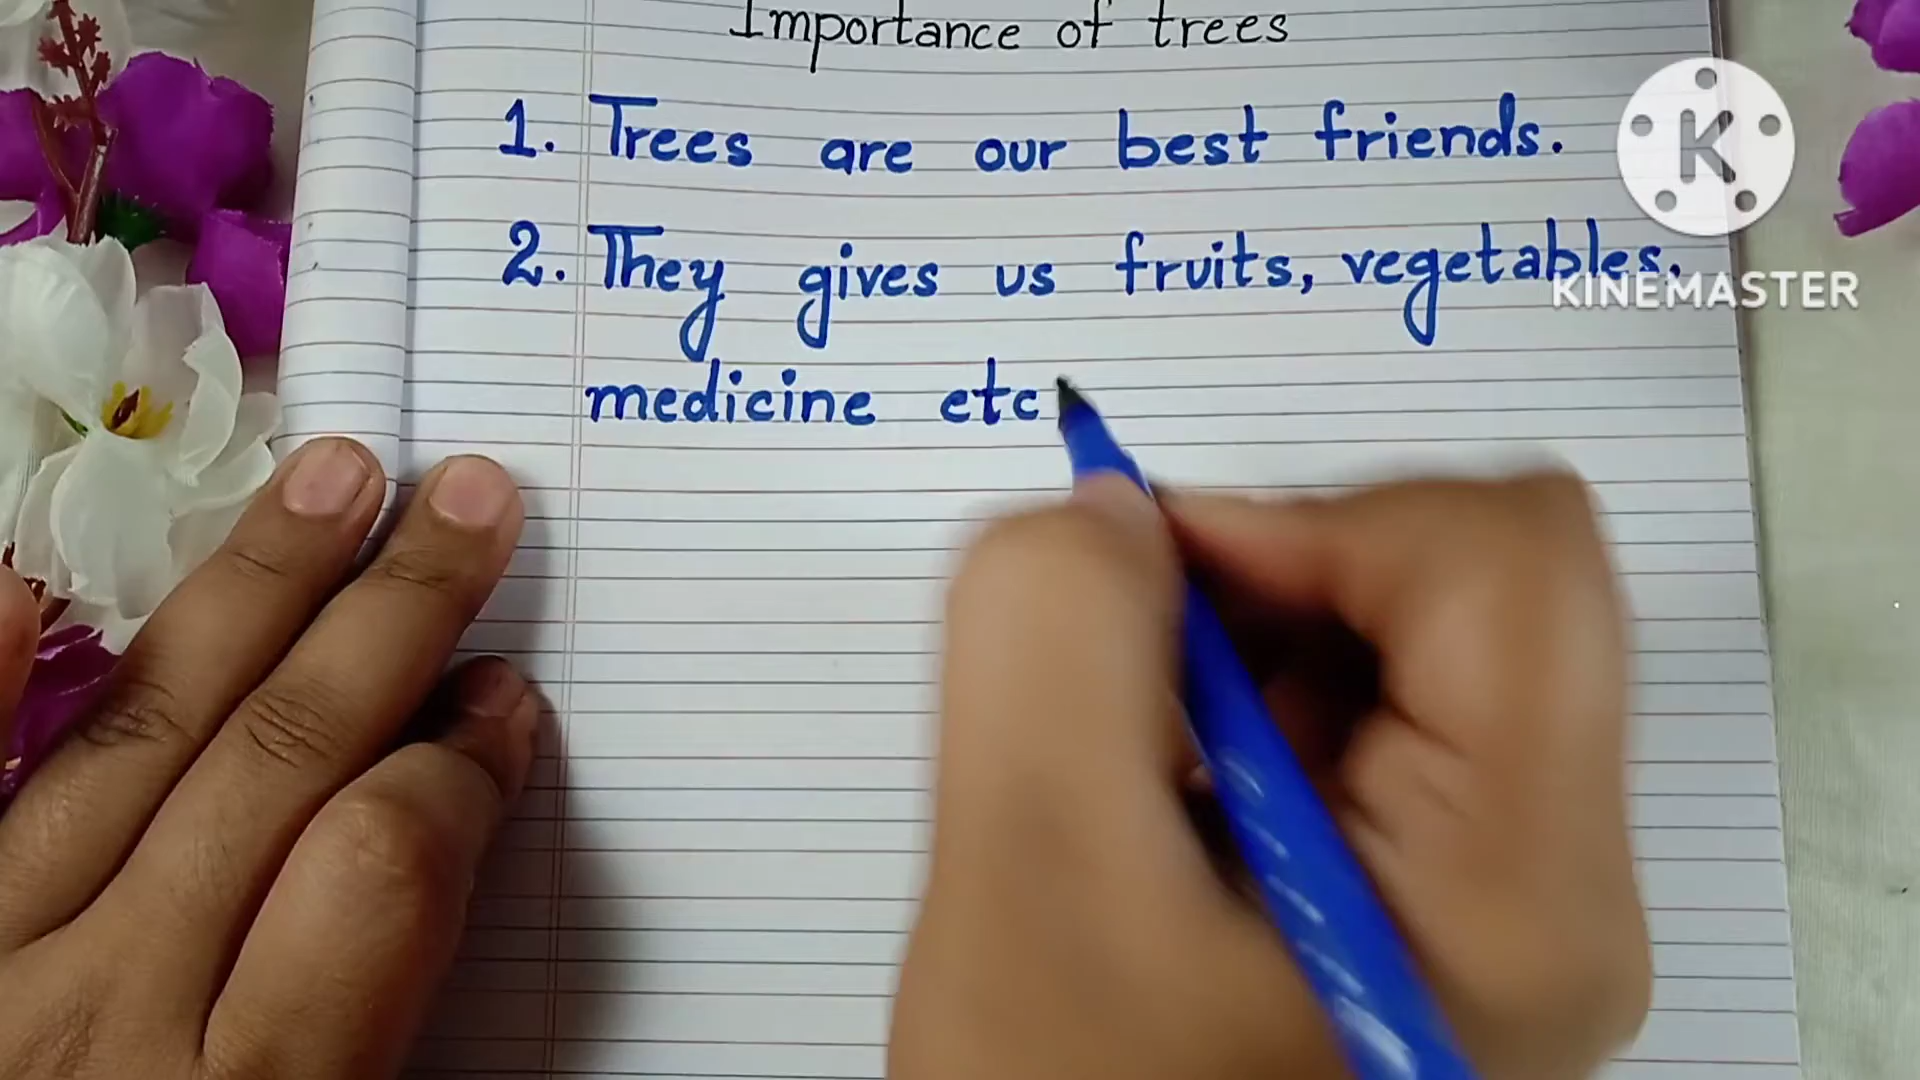 Importance of trees
1. Trees are our best friends.
2. They gives us fruits, vegetables,
medicine etc
K
KINEMASTER